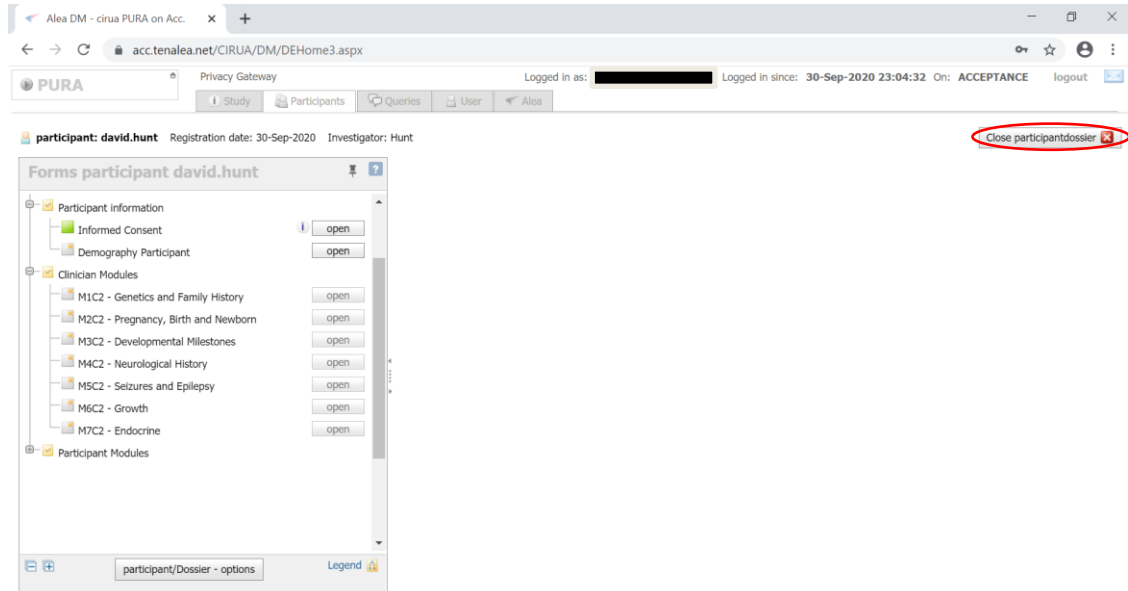 Alea DM - cirua PURA on Acc.
acc.tenalea.net/CIRUA/DM/DEHome3.aspx
PURA Privacy Gateway Logged in as: Logged in since: 30-Sep-2020 23:04:32 On: ACCEPTANCE logout
Study Participants Queries User Alea
participant: david.hunt Registration date: 30-Sep-2020 Investigator: Hunt Close participantdossier
Forms participant david.hunt ?
Participant information
Informed Consent i open
Demography Participant open
Clinician Modules
M1C2 - Genetics and Family History open
M2C2 - Pregnancy, Birth and Newborn open
M3C2 - Developmental Milestones open
M4C2 - Neurological History open
M5C2 - Seizures and Epilepsy open
M6C2 - Growth open
M7C2 - Endocrine open
Participant Modules
participant/Dossier - options Legend